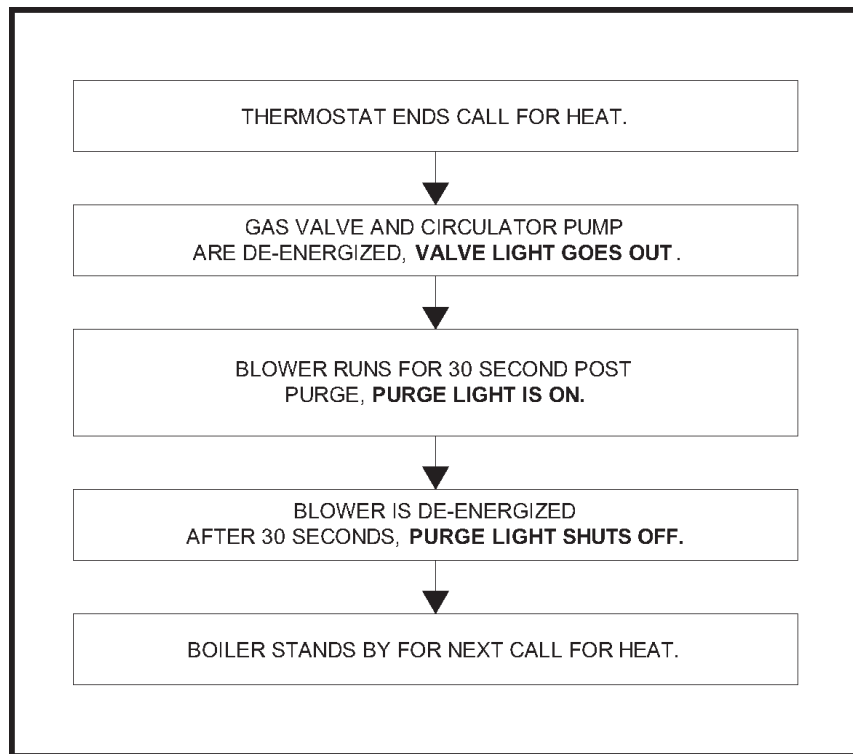 THERMOSTAT ENDS CALL FOR HEAT.
GAS VALVE AND CIRCULATOR PUMP
ARE DE-ENERGIZED, VALVE LIGHT GOES OUT .
BLOWER RUNS FOR 30 SECOND POST
PURGE, PURGE LIGHT IS ON.
BLOWER IS DE-ENERGIZED
AFTER 30 SECONDS, PURGE LIGHT SHUTS OFF.
BOILER STANDS BY FOR NEXT CALL FOR HEAT.